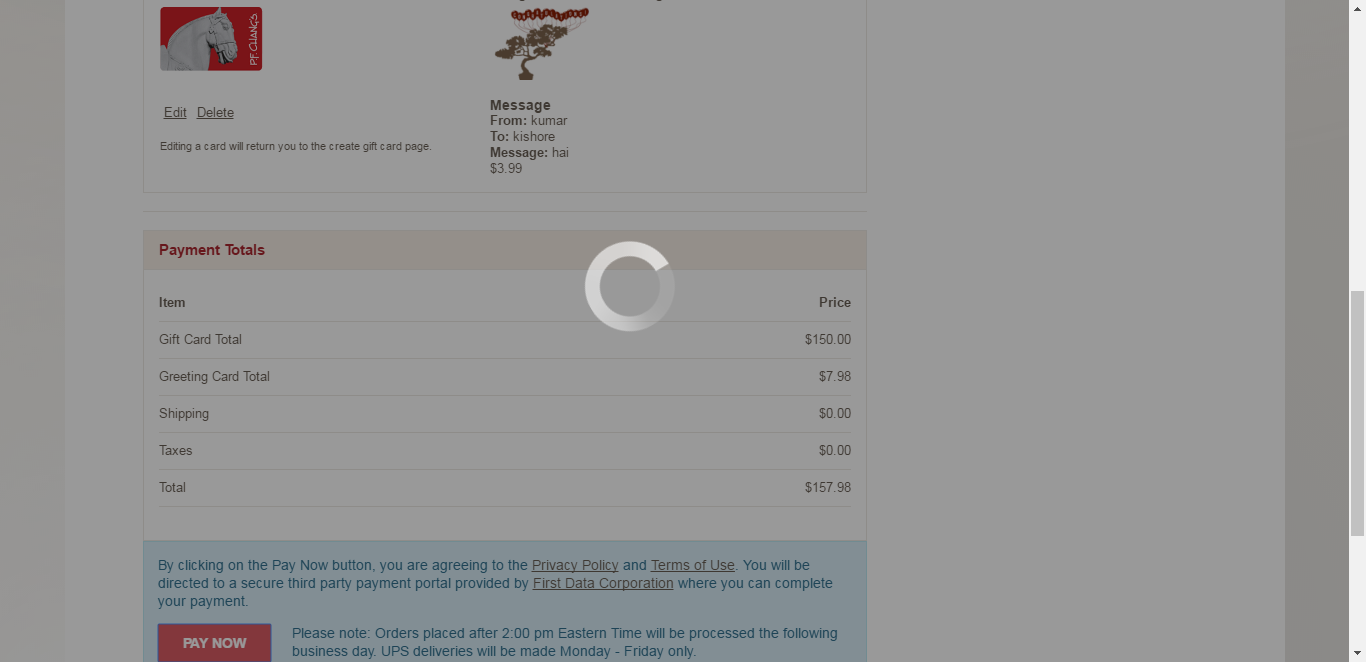 P.F. CHANG'S
Edit Delete
Editing a card will return you to the create gift card page.
Message
From: kumar
To: kishore
Message: hai
$3.99
Payment Totals
Item Price
Gift Card Total $150.00
Greeting Card Total $7.98
Shipping $0.00
Taxes $0.00
Total $157.98
By clicking on the Pay Now button, you are agreeing to the Privacy Policy and Terms of Use. You will be
directed to a secure third party payment portal provided by First Data Corporation where you can complete
your payment.
PAY NOW
Please note: Orders placed after 2:00 pm Eastern Time will be processed the following
business day. UPS deliveries will be made Monday - Friday only.